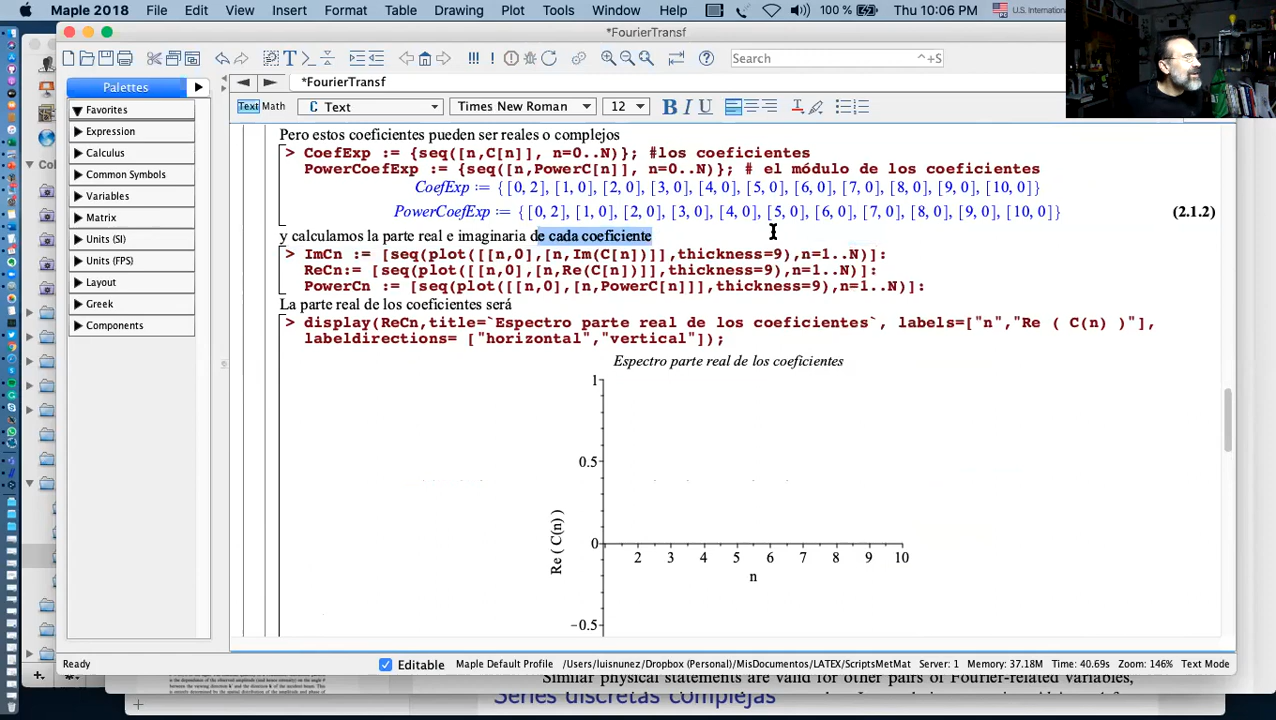 Maple 2018 File Edit View Insert Format Table Drawing Plot Tools Window Help 100 % Thu 10:06 PM U.S. Internationa
*FourierTransf
Search
Palettes
*FourierTransf
Text Math C Text Times New Roman 12 B I U
Favorites
Expression
Calculus
Common Symbols
Variables
Matrix
Units (SI)
Units (FPS)
Layout
Greek
Components
Pero estos coeficientes pueden ser reales o complejos
> CoefExp := {seq([n,C[n]], n=0..N)}; #los coeficientes
PowerCoefExp := {seq([n,PowerC[n]], n=0..N)}; # el módulo de los coeficientes
CoefExp := {[0, 2], [1, 0], [2, 0], [3, 0], [4, 0], [5, 0], [6, 0], [7, 0], [8, 0], [9, 0], [10, 0]}
PowerCoefExp := {[0, 2], [1, 0], [2, 0], [3, 0], [4, 0], [5, 0], [6, 0], [7, 0], [8, 0], [9, 0], [10, 0]}
(2.1.2)
y calculamos la parte real e imaginaria de cada coeficiente
> ImCn := [seq(plot([[n,0],[n,Im(C[n])]],thickness=9),n=1..N)]:
ReCn:= [seq(plot([[n,0],[n,Re(C[n])]],thickness=9),n=1..N)]:
PowerCn := [seq(plot([[n,0],[n,PowerC[n]]],thickness=9),n=1..N)]:
La parte real de los coeficientes será
> display(ReCn,title=`Espectro parte real de los coeficientes`, labels=["n","Re ( C(n) )"],
labeldirections= ["horizontal","vertical"]);
Espectro parte real de los coeficientes
1
0.5
Re ( C(n) )
0
2 3 4 5 6 7 8 9 10
n
−0.5
Ready
Editable Maple Default Profile /Users/luisnunez/Dropbox (Personal)/MisDocumentos/LATEX/ScriptsMetMat Server: 1 Memory: 37.18M Time: 40.69s Zoom: 146% Text Mode
Similar physical statements are valid for other pairs of Fourier-related variables,
Series discretas complejas